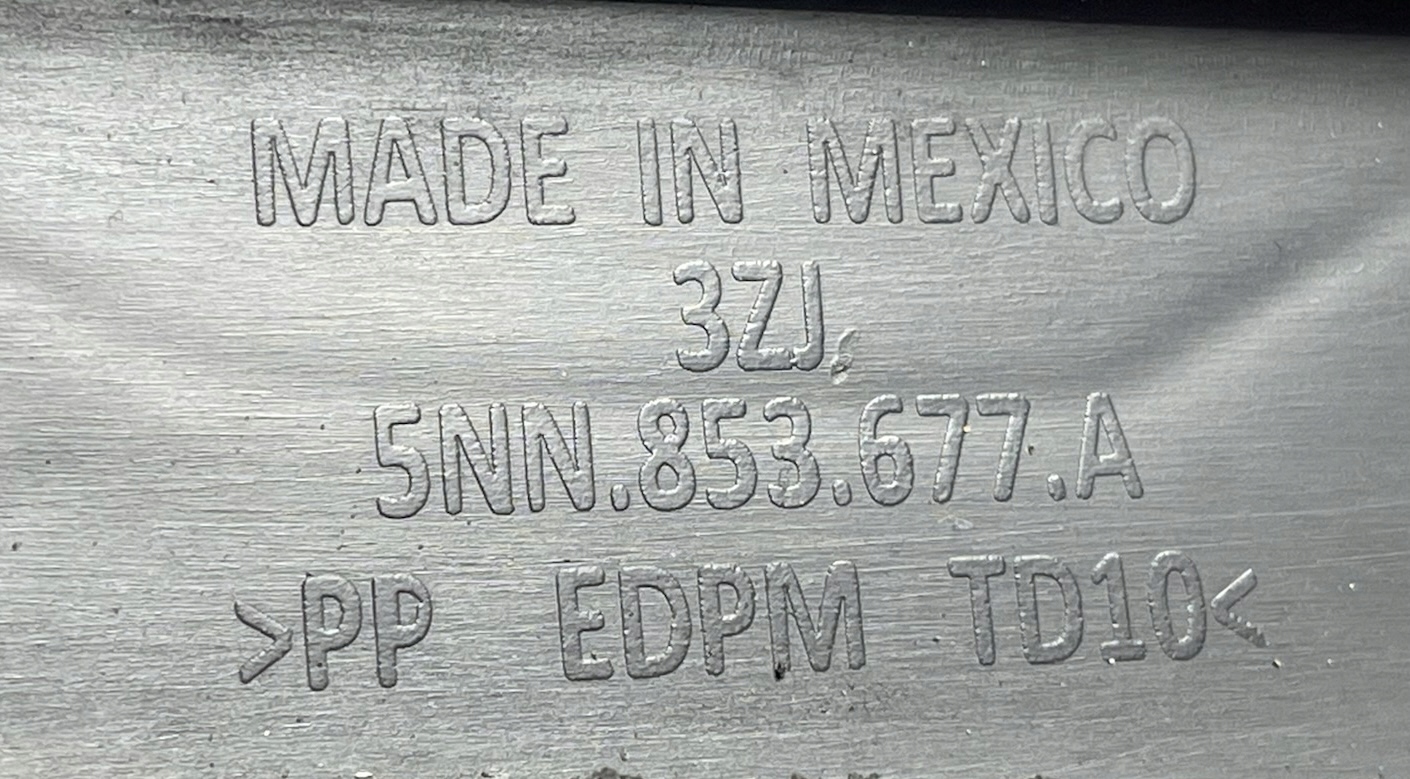 MADE IN MEXICO
3ZJ,
5NN.853.677.A
>PP EDPM TD10<